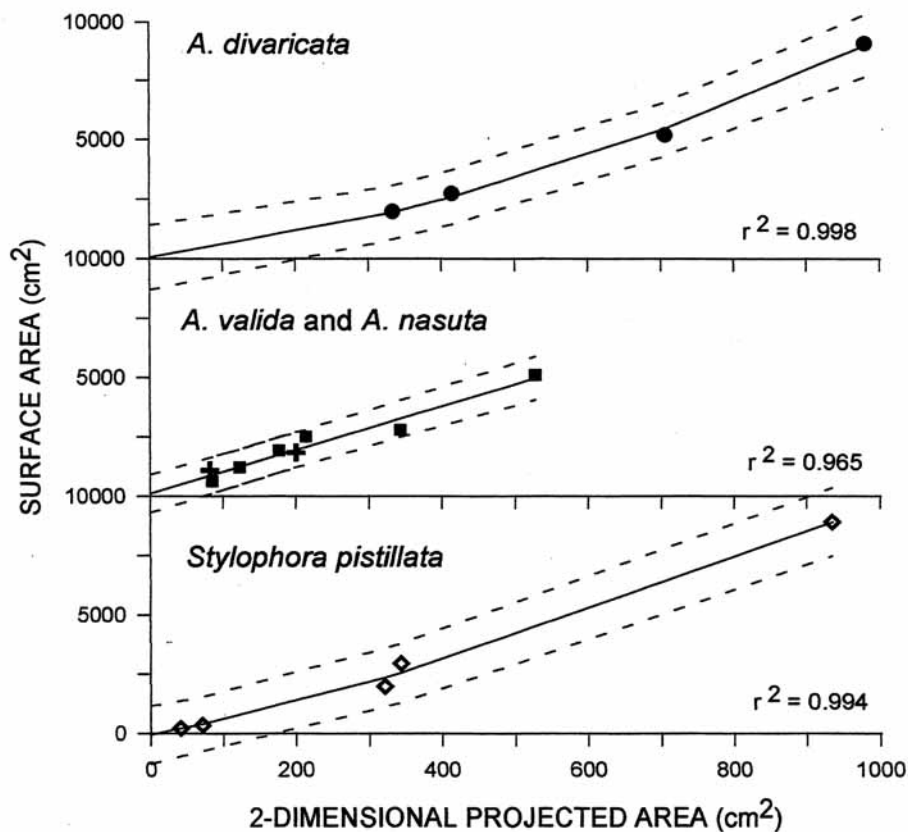 10000
A. divaricata
5000
r² = 0.998
10000
A. valida and A. nasuta
5000
r² = 0.965
10000
Stylophora pistillata
5000
r² = 0.994
0
SURFACE AREA (cm²)
0 200 400 600 800 1000
2-DIMENSIONAL PROJECTED AREA (cm²)